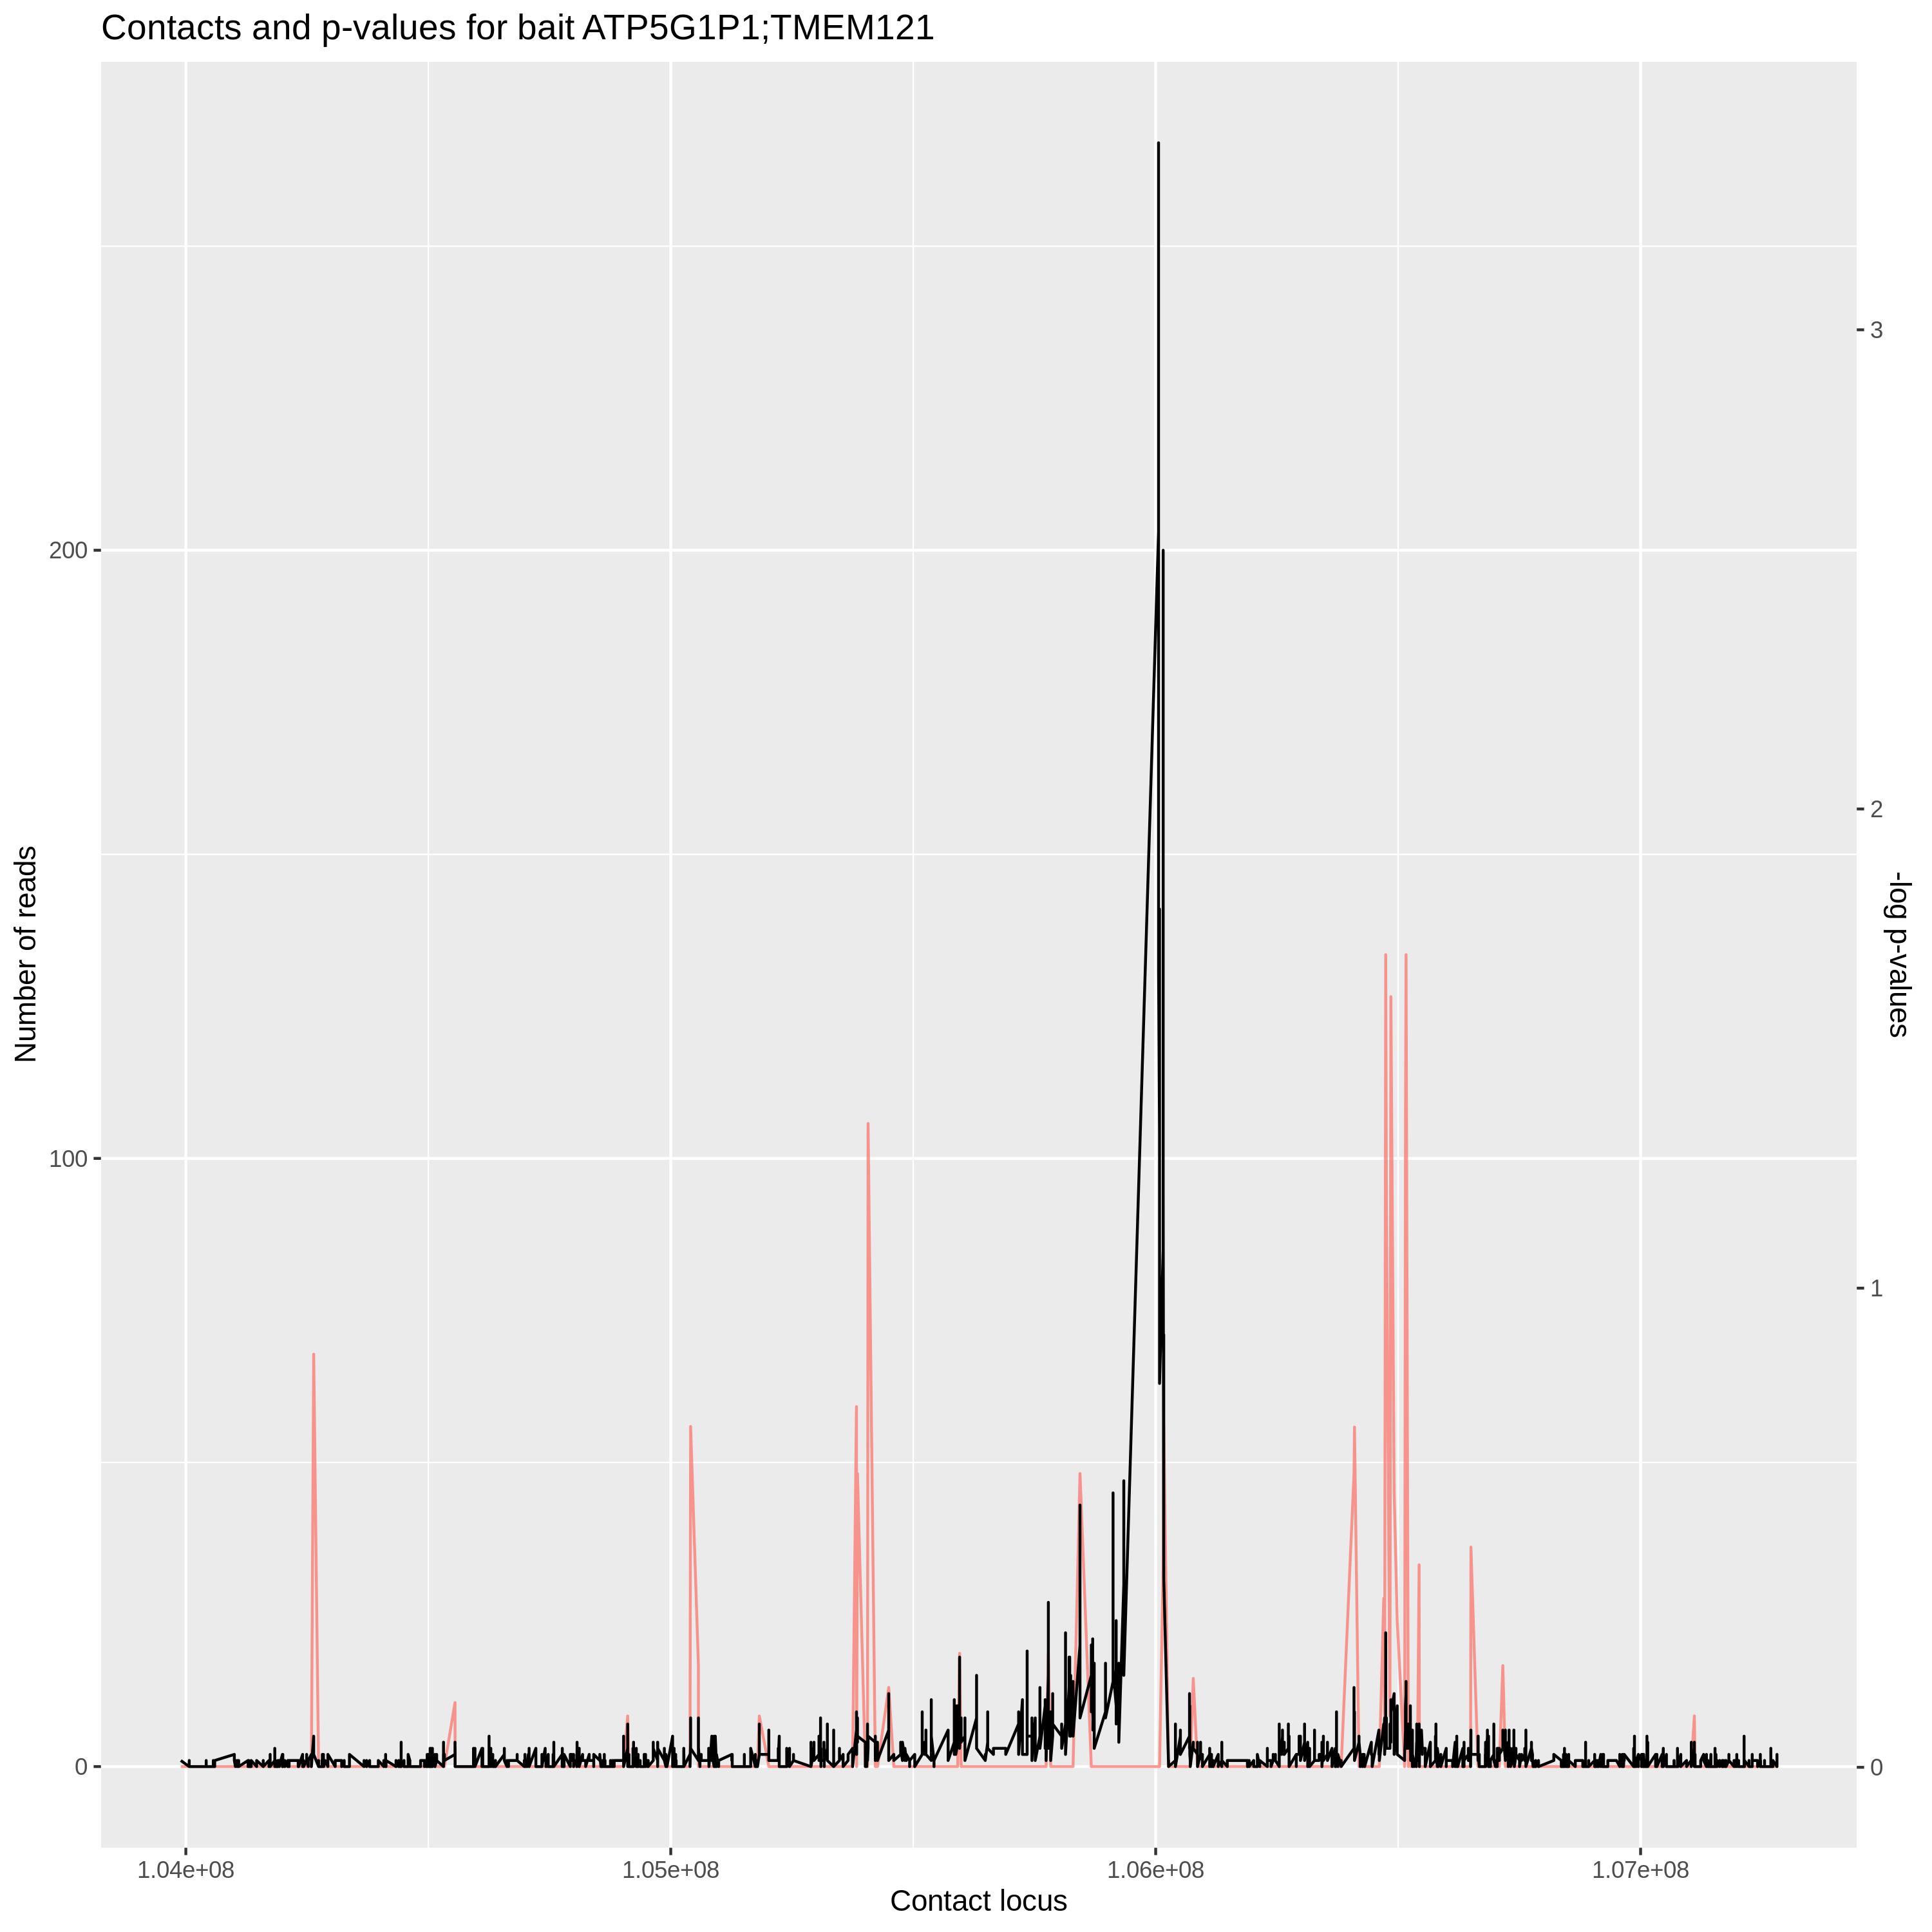 Contacts and p-values for bait ATP5G1P1;TMEM121
Number of reads
200
100
0
3
2
1
0
-log p-values
1.04e+08
1.05e+08
1.06e+08
1.07e+08
Contact locus